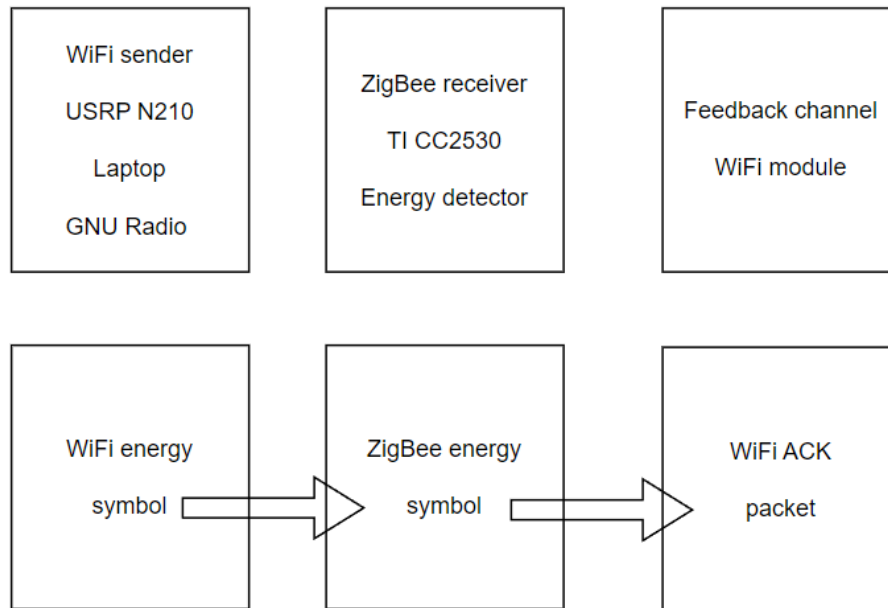 WiFi sender
USRP N210
Laptop
GNU Radio
ZigBee receiver
TI CC2530
Energy detector
Feedback channel
WiFi module
WiFi energy
symbol
ZigBee energy
symbol
WiFi ACK
packet